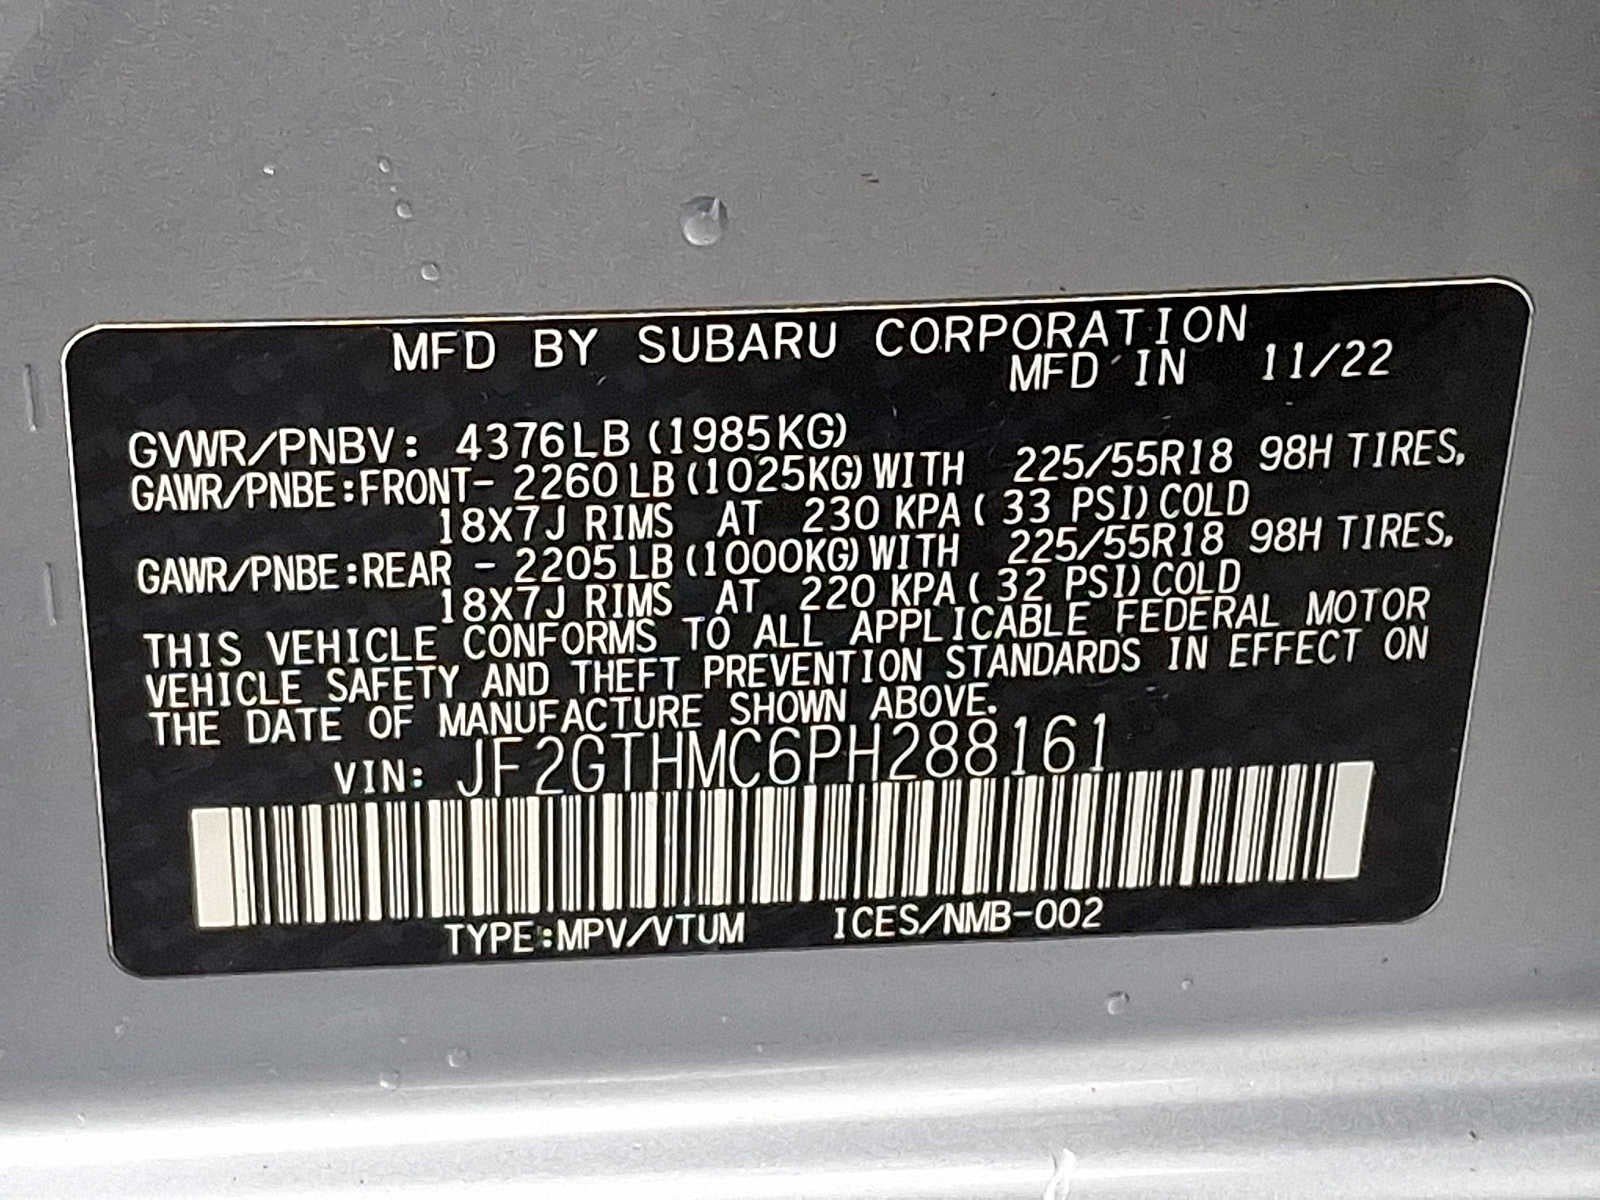 MFD BY SUBARU CORPORATION
MFD IN 11/22
GVWR/PNBV: 4376LB (1985KG)
GAWR/PNBE:FRONT- 2260 LB (1025KG) WITH 225/55R18 98H TIRES,
18X7J RIMS AT 230 KPA ( 33 PSI) COLD
GAWR/PNBE:REAR - 2205 LB (1000KG) WITH 225/55R18 98H TIRES,
18X7J RIMS AT 220 KPA ( 32 PSI) COLD
THIS VEHICLE CONFORMS TO ALL APPLICABLE FEDERAL MOTOR
VEHICLE SAFETY AND THEFT PREVENTION STANDARDS IN EFFECT ON
THE DATE OF MANUFACTURE SHOWN ABOVE.
VIN: JF2GTHMC6PH288161
TYPE:MPV/VTUM ICES/NMB-002